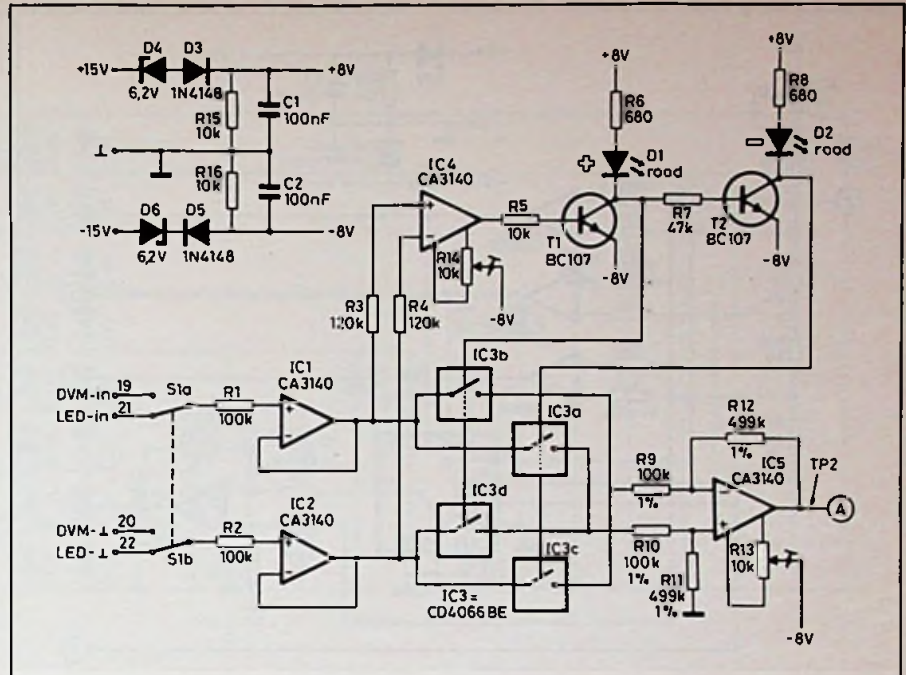 D4 D3
+15V +8V
6,2V 1N4148
R15
10k
C1
100nF
⊥
R16
10k
C2
100nF
D6 D5
-15V -8V
6,2V 1N4148
+8V
R6
680
+
D1
rood
+8V
R8
680
-
D2
rood
IC4
CA3140
+
-
R5
10k
T1
BC107
-8V
R7
47k
T2
BC107
-8V
R14
10k
-8V
R3
120k
R4
120k
IC1
CA3140
+
-
DVM-in 19
LED-in 21
S1a
R1
100k
IC3b
IC3a
IC2
CA3140
+
-
DVM-⊥ 20
LED-⊥ 22
S1b
R2
100k
IC3d
IC3c
IC3=
CD4066BE
R9
100k
1%
R12
499k
1%
IC5
CA3140
-
+
TP2
A
R10
100k
1%
R11
499k
1%
R13
10k
-8V